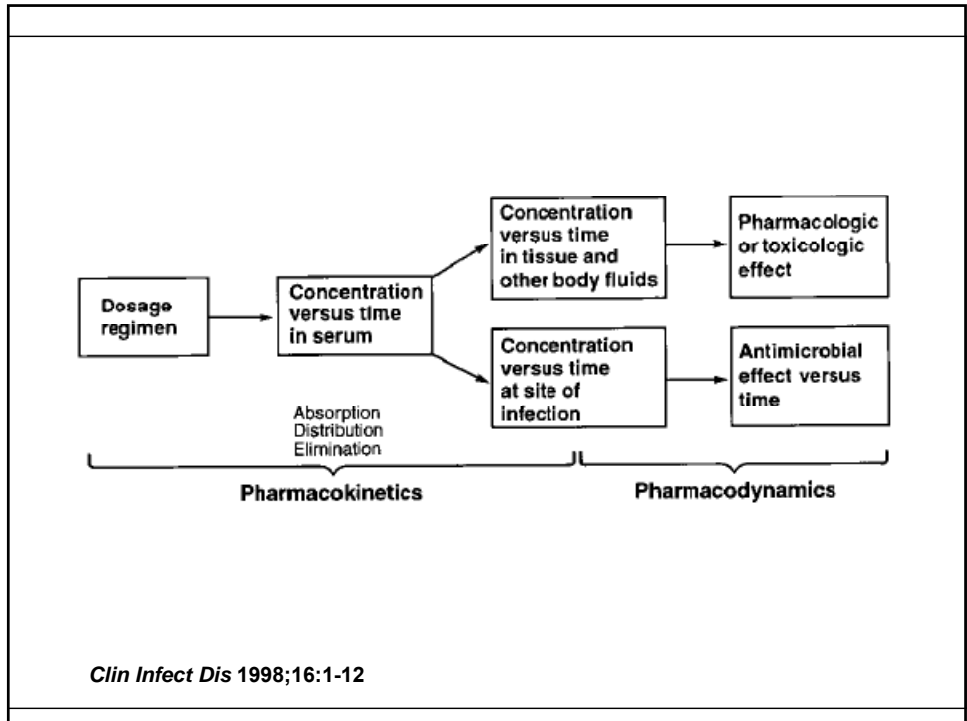 Dosage
regimen
Concentration
versus time
in serum
Concentration
versus time
in tissue and
other body fluids
Pharmacologic
or toxicologic
effect
Concentration
versus time
at site of
infection
Antimicrobial
effect versus
time
Absorption
Distribution
Elimination
Pharmacokinetics
Pharmacodynamics
Clin Infect Dis 1998;16:1-12